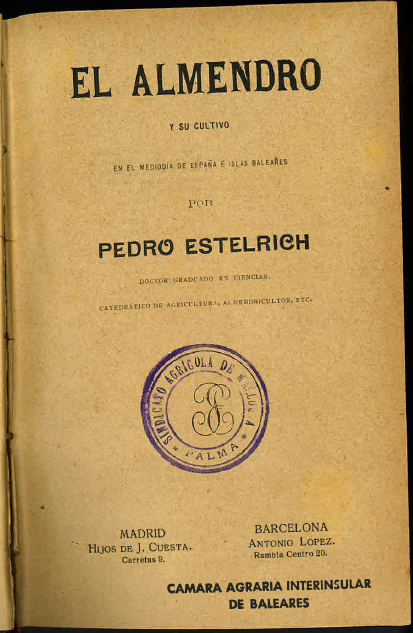 EL ALMENDRO
Y SU CULTIVO
EN EL MEDIODÍA DE ESPAÑA É ISLAS BALEARES
POR
PEDRO ESTELRICH
DOCTOR GRADUADO EN CIENCIAS.
CATEDRÁTICO DE AGRICULTURA, ALMENDRICULTOR, ETC.
SINDICATO AGRÍCOLA DE MALLORCA
* PALMA *
MADRID
HIJOS DE J. CUESTA.
Carretas 9.
BARCELONA
ANTONIO LOPEZ.
Rambla Centro 20.
CAMARA AGRARIA INTERINSULAR
DE BALEARES